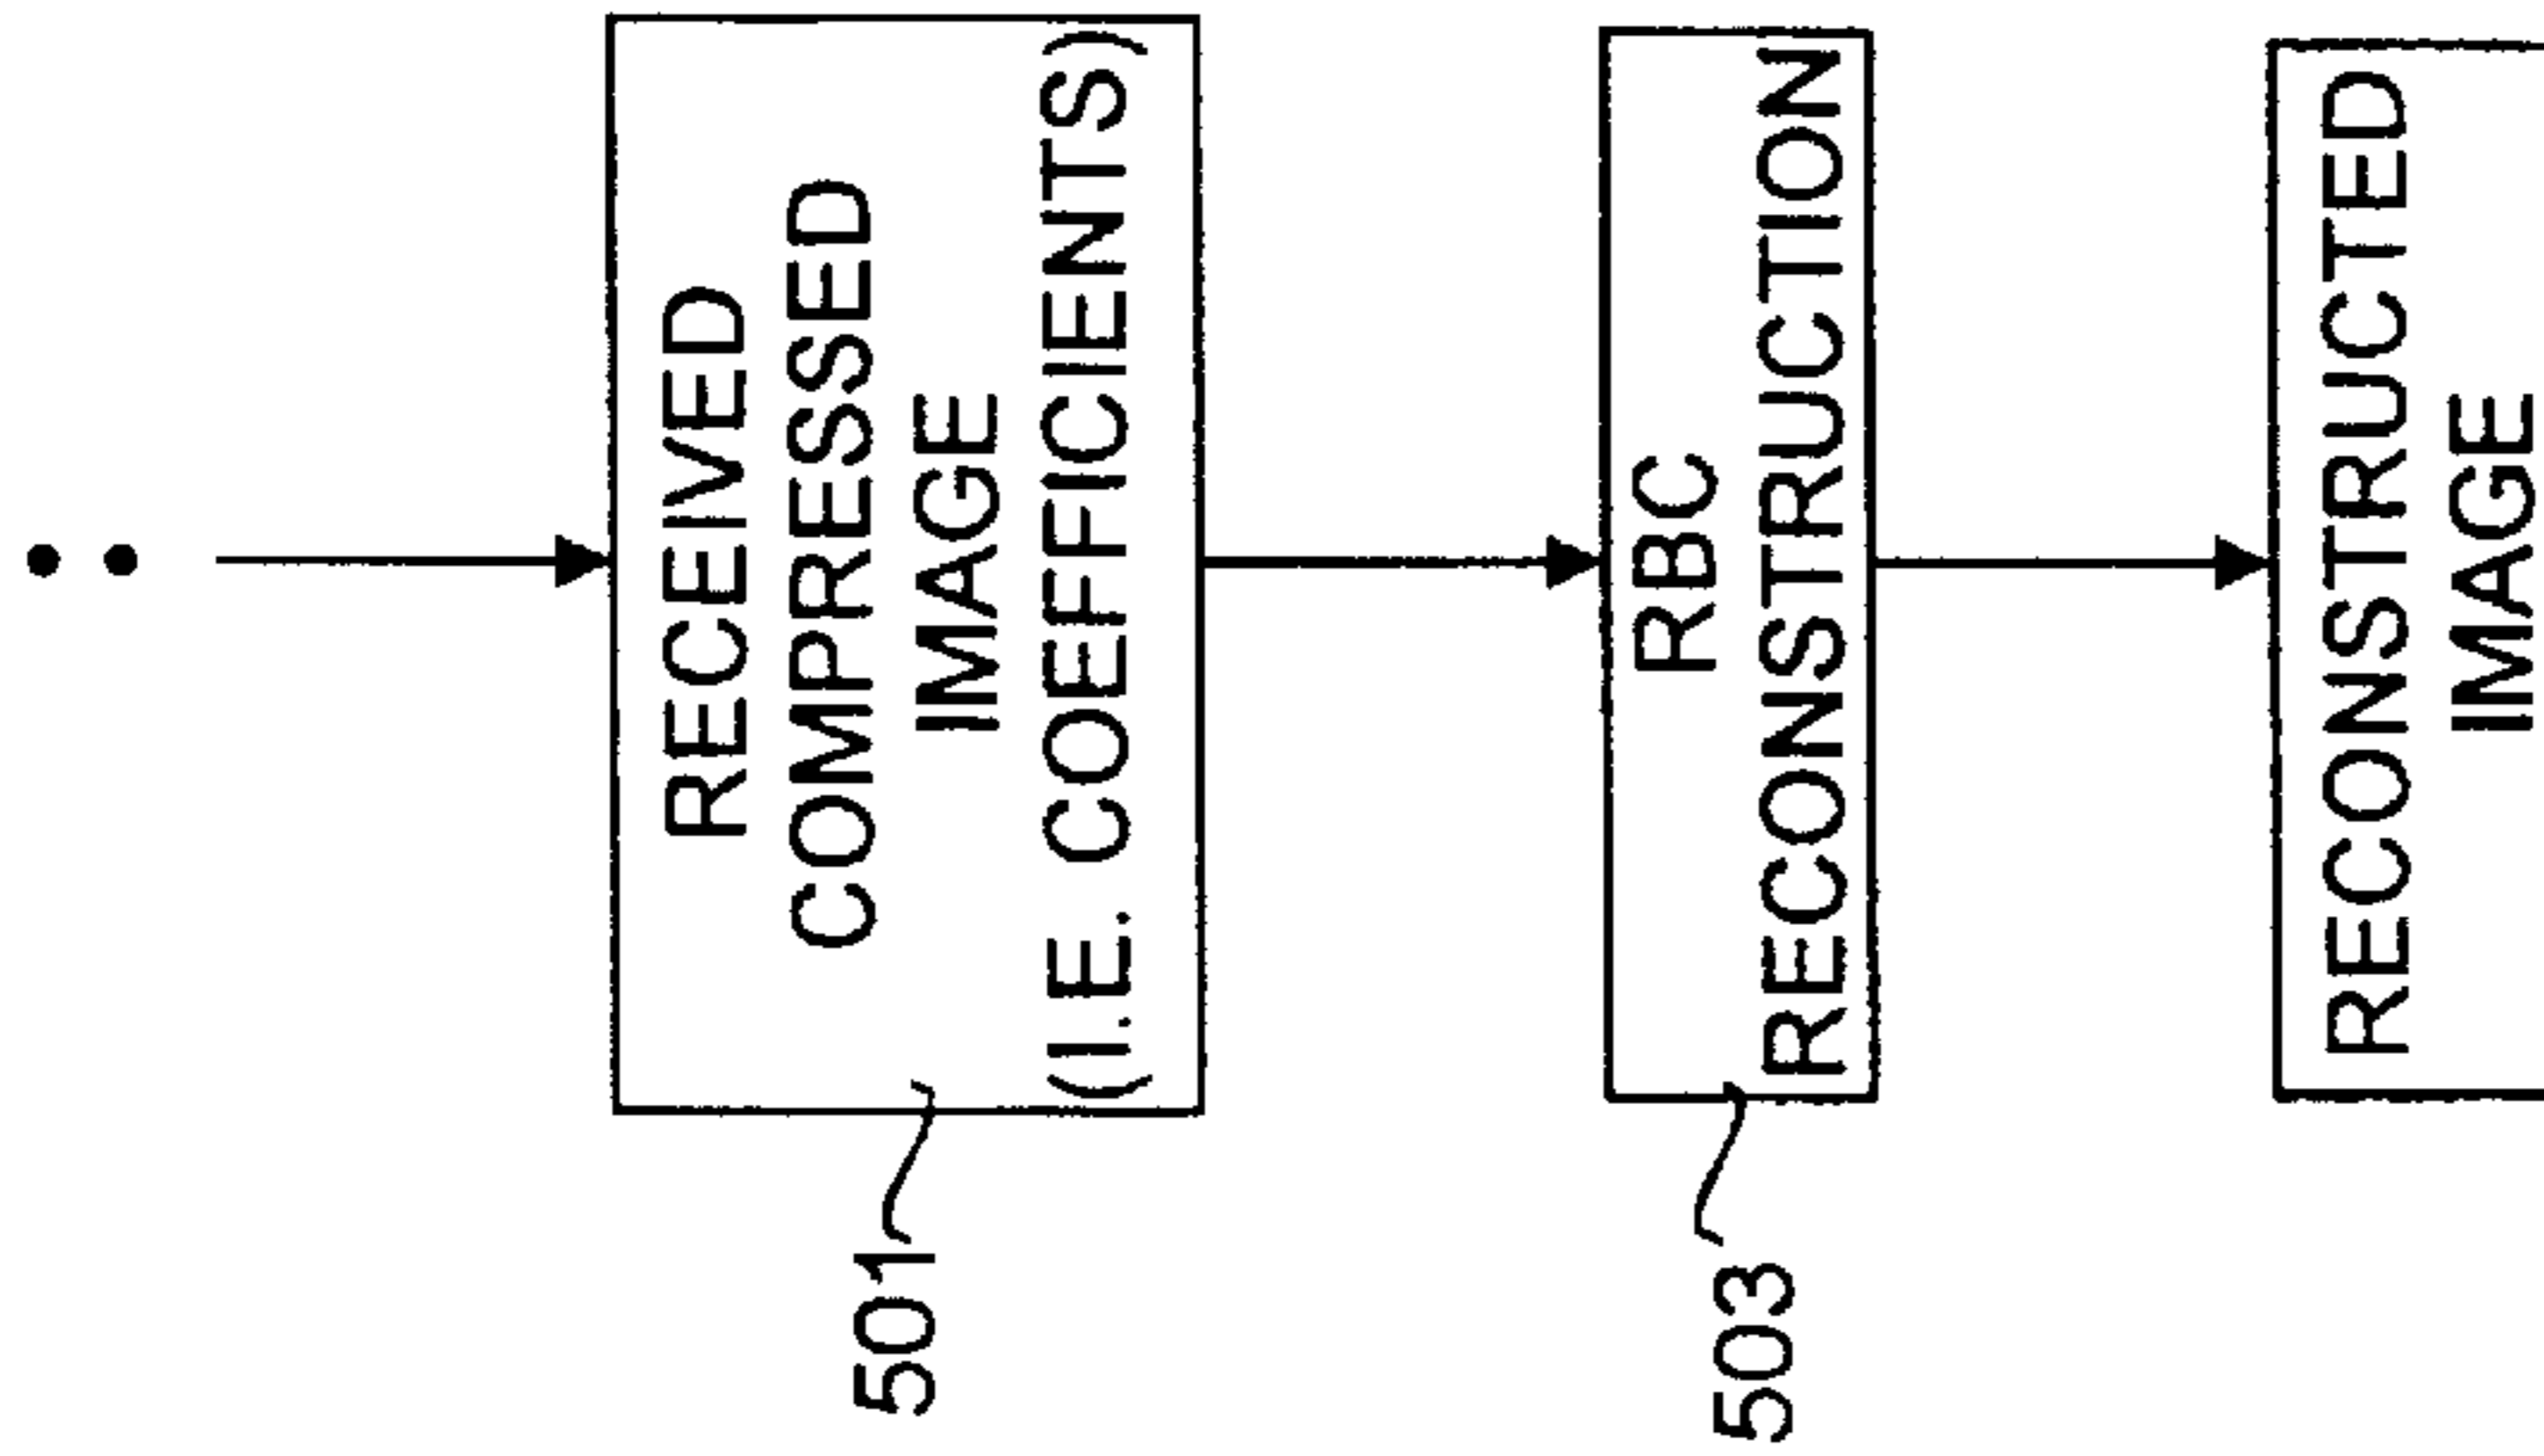 RECEIVED
COMPRESSED
IMAGE
(I.E. COEFFICIENTS)
501
RBC
RECONSTRUCTION
503
RECONSTRUCTED
IMAGE